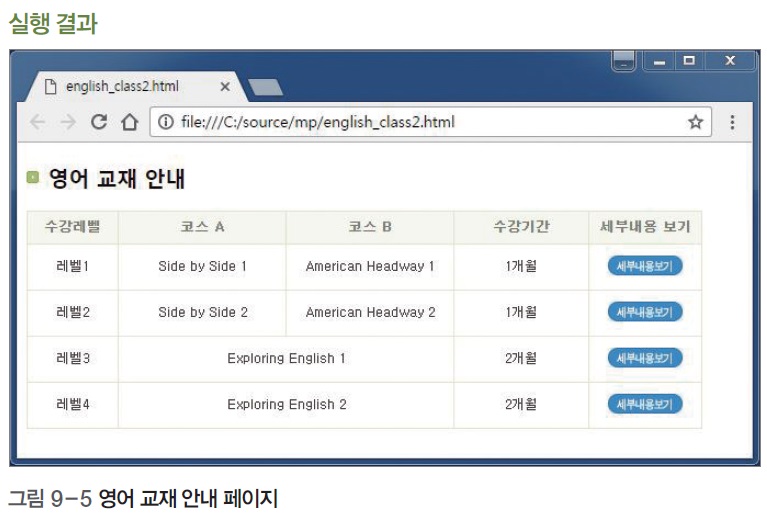 실행 결과
english_class2.html
file:///C:/source/mp/english_class2.html
영어 교재 안내
수강레벨 코스 A 코스 B 수강기간 세부내용 보기
레벨1 Side by Side 1 American Headway 1 1개월 세부내용보기
레벨2 Side by Side 2 American Headway 2 1개월 세부내용보기
레벨3 Exploring English 1 2개월 세부내용보기
레벨4 Exploring English 2 2개월 세부내용보기
그림 9-5 영어 교재 안내 페이지